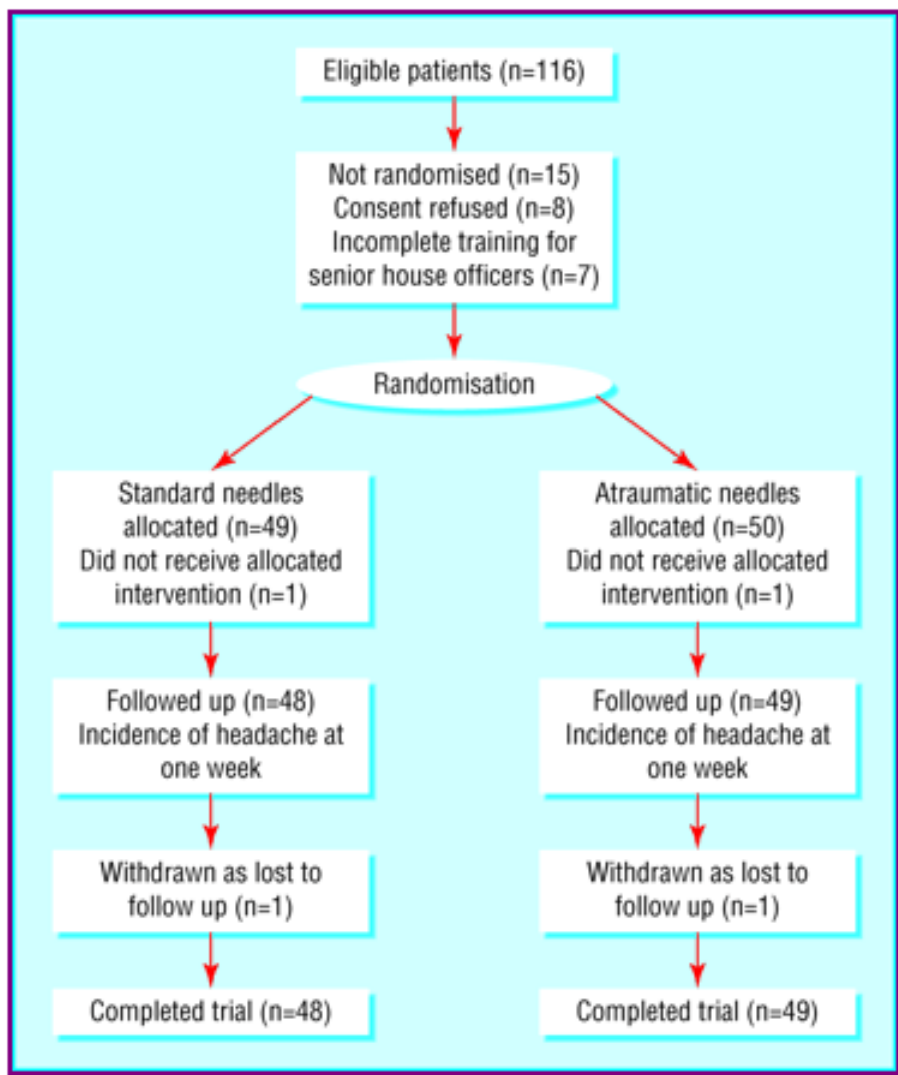 Eligible patients (n=116)
Not randomised (n=15)
Consent refused (n=8)
Incomplete training for
senior house officers (n=7)
Randomisation
Standard needles
allocated (n=49)
Did not receive allocated
intervention (n=1)
Atraumatic needles
allocated (n=50)
Did not receive allocated
intervention (n=1)
Followed up (n=48)
Incidence of headache at
one week
Followed up (n=49)
Incidence of headache at
one week
Withdrawn as lost to
follow up (n=1)
Withdrawn as lost to
follow up (n=1)
Completed trial (n=48)
Completed trial (n=49)